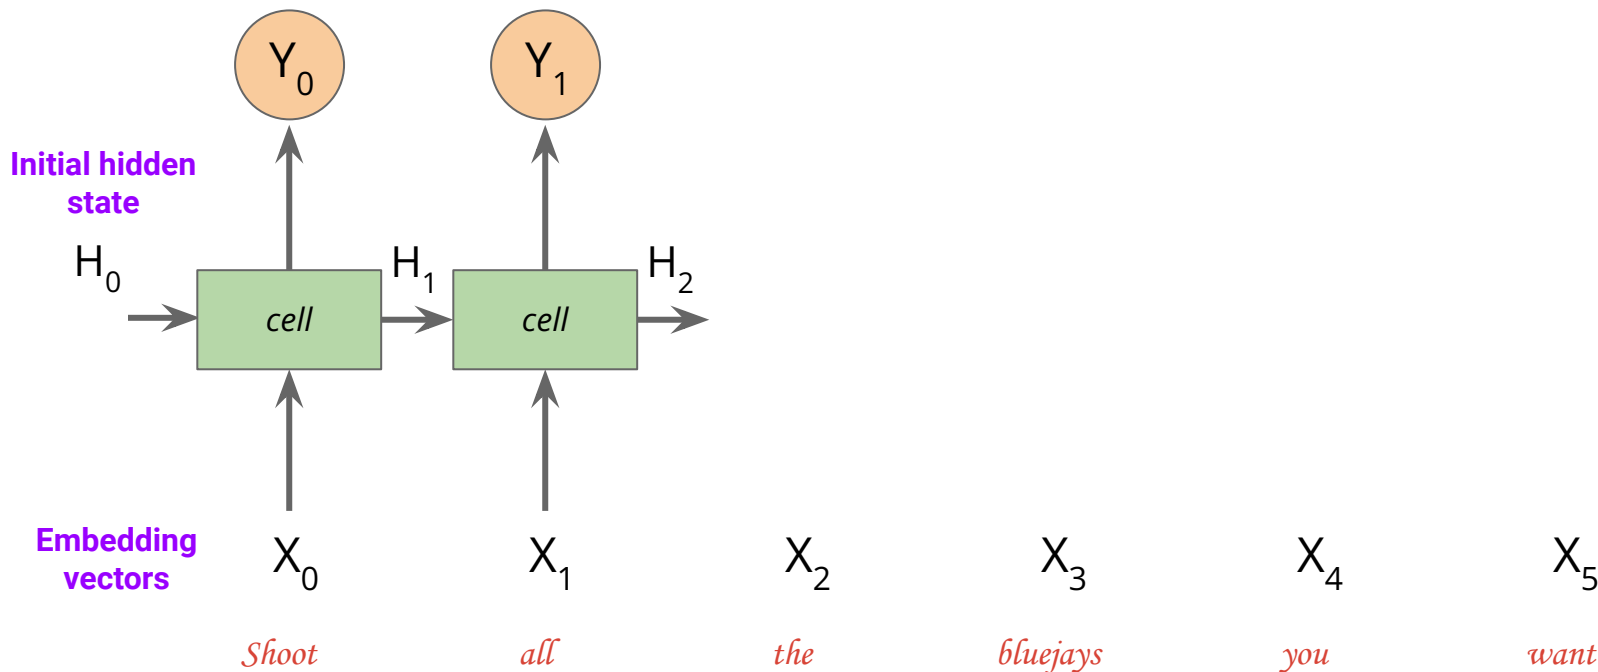 Y0 Y1
Initial hidden
state
H0 H1 H2
cell cell
Embedding
vectors
X0 X1 X2 X3 X4 X5
Shoot all the bluejays you want